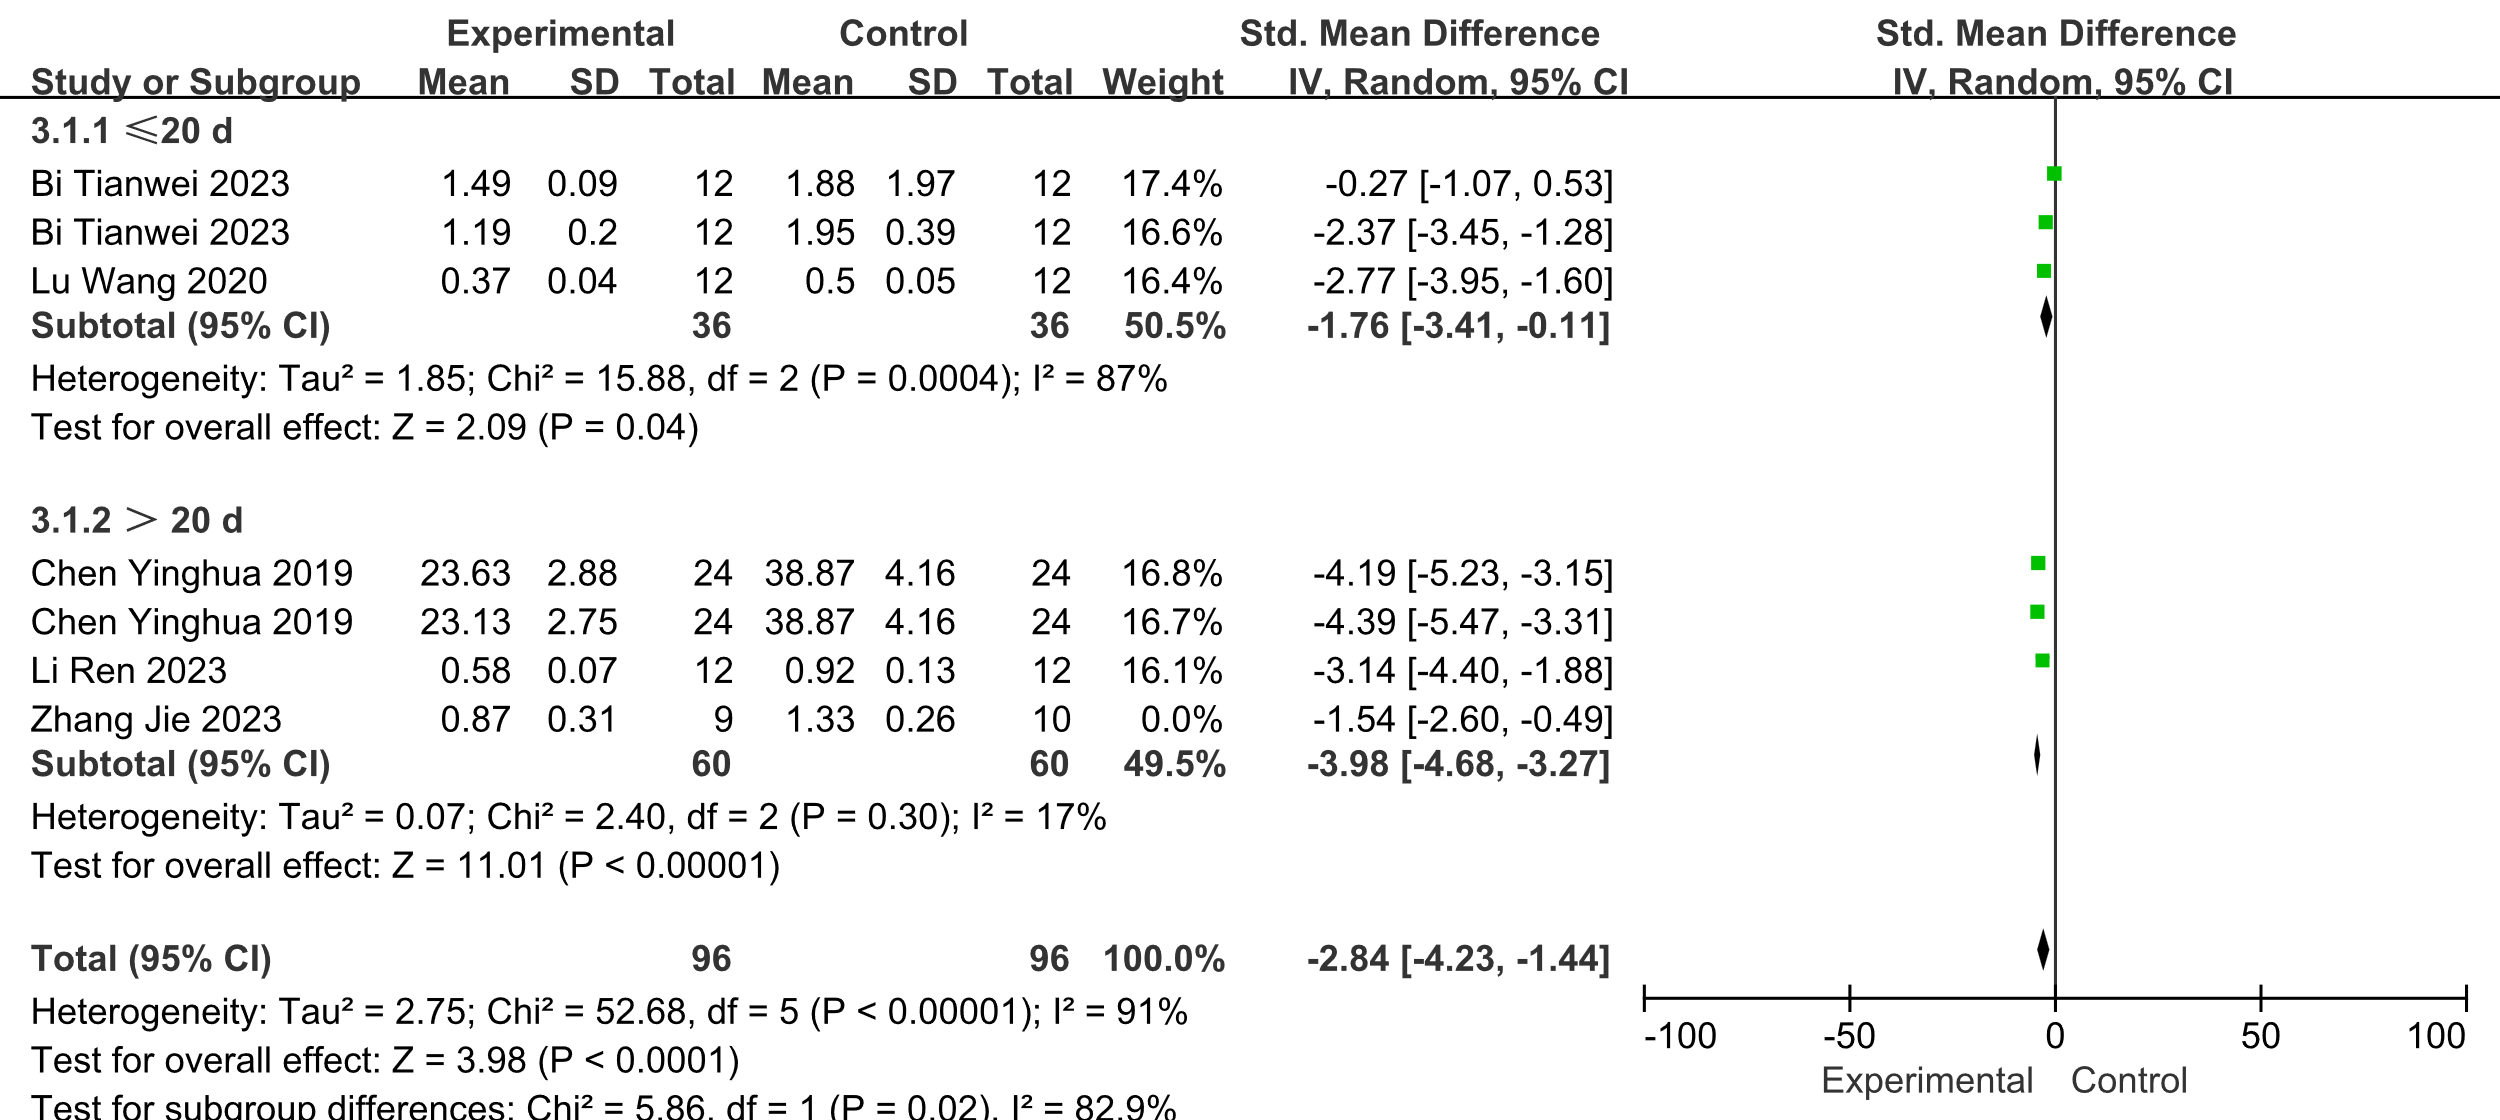 Experimental Control Std. Mean Difference Std. Mean Difference
Study or Subgroup Mean SD Total Mean SD Total Weight IV, Random, 95% CI IV, Random, 95% CI
3.1.1 ⩽20 d
Bi Tianwei 2023 1.49 0.09 12 1.88 1.97 12 17.4% -0.27 [-1.07, 0.53]
Bi Tianwei 2023 1.19 0.2 12 1.95 0.39 12 16.6% -2.37 [-3.45, -1.28]
Lu Wang 2020 0.37 0.04 12 0.5 0.05 12 16.4% -2.77 [-3.95, -1.60]
Subtotal (95% CI) 36 36 50.5% -1.76 [-3.41, -0.11]
Heterogeneity: Tau² = 1.85; Chi² = 15.88, df = 2 (P = 0.0004); I² = 87%
Test for overall effect: Z = 2.09 (P = 0.04)
3.1.2 > 20 d
Chen Yinghua 2019 23.63 2.88 24 38.87 4.16 24 16.8% -4.19 [-5.23, -3.15]
Chen Yinghua 2019 23.13 2.75 24 38.87 4.16 24 16.7% -4.39 [-5.47, -3.31]
Li Ren 2023 0.58 0.07 12 0.92 0.13 12 16.1% -3.14 [-4.40, -1.88]
Zhang Jie 2023 0.87 0.31 9 1.33 0.26 10 0.0% -1.54 [-2.60, -0.49]
Subtotal (95% CI) 60 60 49.5% -3.98 [-4.68, -3.27]
Heterogeneity: Tau² = 0.07; Chi² = 2.40, df = 2 (P = 0.30); I² = 17%
Test for overall effect: Z = 11.01 (P < 0.00001)
Total (95% CI) 96 96 100.0% -2.84 [-4.23, -1.44]
Heterogeneity: Tau² = 2.75; Chi² = 52.68, df = 5 (P < 0.00001); I² = 91%
Test for overall effect: Z = 3.98 (P < 0.0001)
Test for subgroup differences: Chi² = 5.86, df = 1 (P = 0.02), I² = 82.9%
-100 -50 0 50 100
Experimental Control